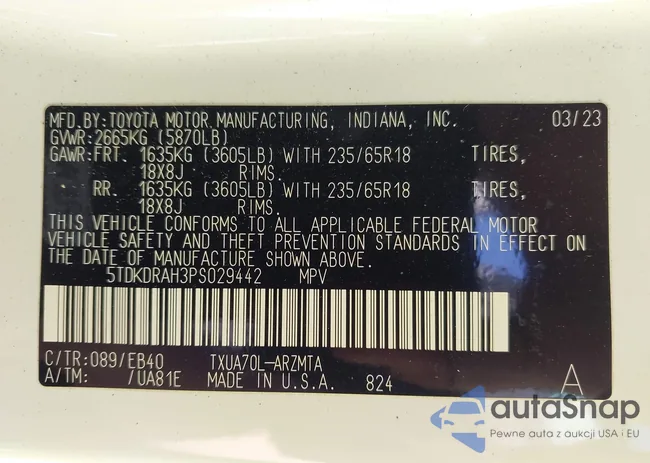 MFD.BY:TOYOTA MOTOR MANUFACTURING, INDIANA, INC. 03/23
GVWR:2665KG (5870LB)
GAWR:FRT. 1635KG (3605LB) WITH 235/65R18 TIRES,
18X8J RIMS.
RR. 1635KG (3605LB) WITH 235/65R18 TIRES,
18X8J RIMS.
THIS VEHICLE CONFORMS TO ALL APPLICABLE FEDERAL MOTOR
VEHICLE SAFETY AND THEFT PREVENTION STANDARDS IN EFFECT ON
THE DATE OF MANUFACTURE SHOWN ABOVE.
5TDKDRAH3PS029442 MPV
C/TR:089/EB40 TXUA70L-ARZMTA
A/TM: /UA81E MADE IN U.S.A. 824 A
autaSnap
Pewne auta z aukcji USA i EU